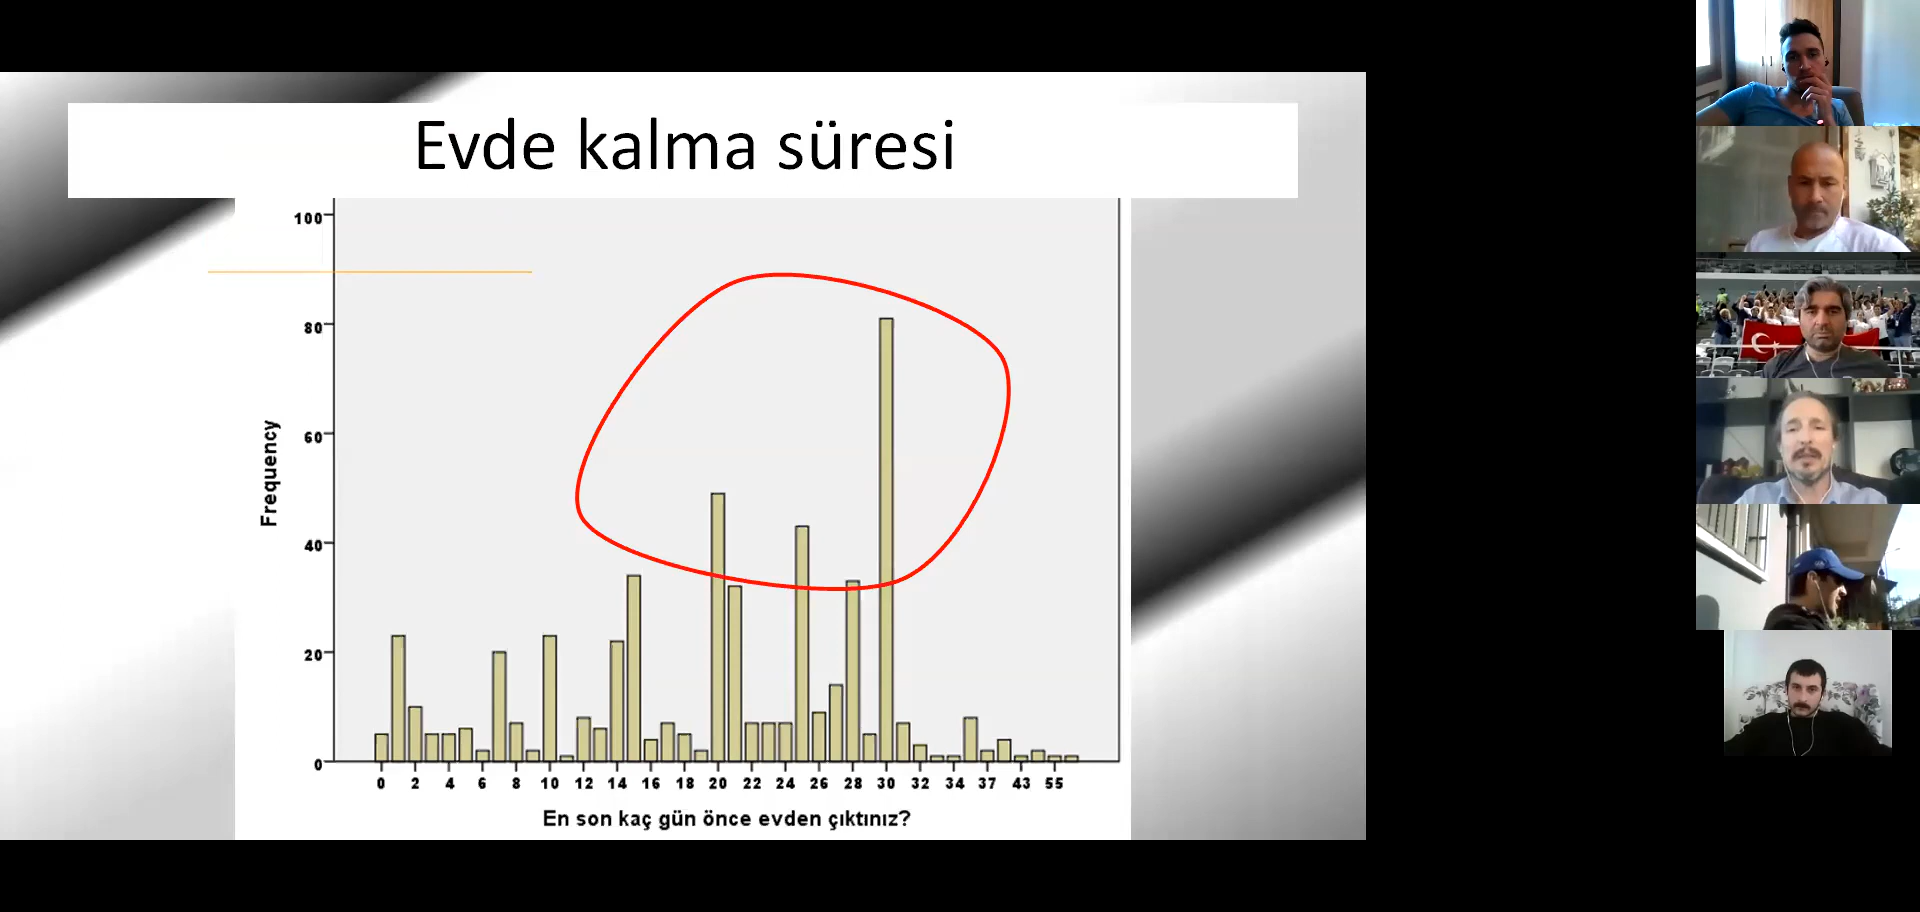 Evde kalma süresi
100
80
60
40
20
0
Frequency
0 2 4 6 8 10 12 14 16 18 20 22 24 26 28 30 32 34 37 43 55
En son kaç gün önce evden çıktınız?